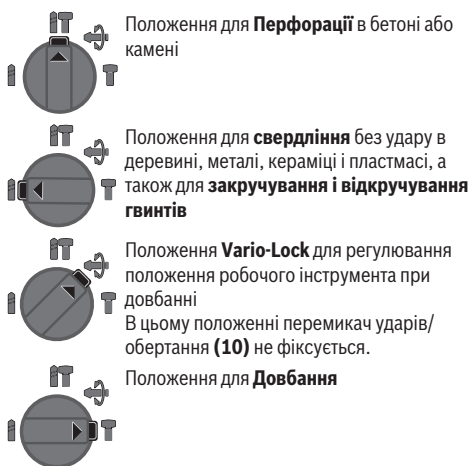 Положення для Перфорації в бетоні або
камені
Положення для свердління без удару в
деревині, металі, кераміці і пластмасі, а
також для закручування і відкручування
гвинтів
Положення Vario-Lock для регулювання
положення робочого інструмента при
довбанні
В цьому положенні перемикач ударів/
обертання (10) не фіксується.
Положення для Довбання